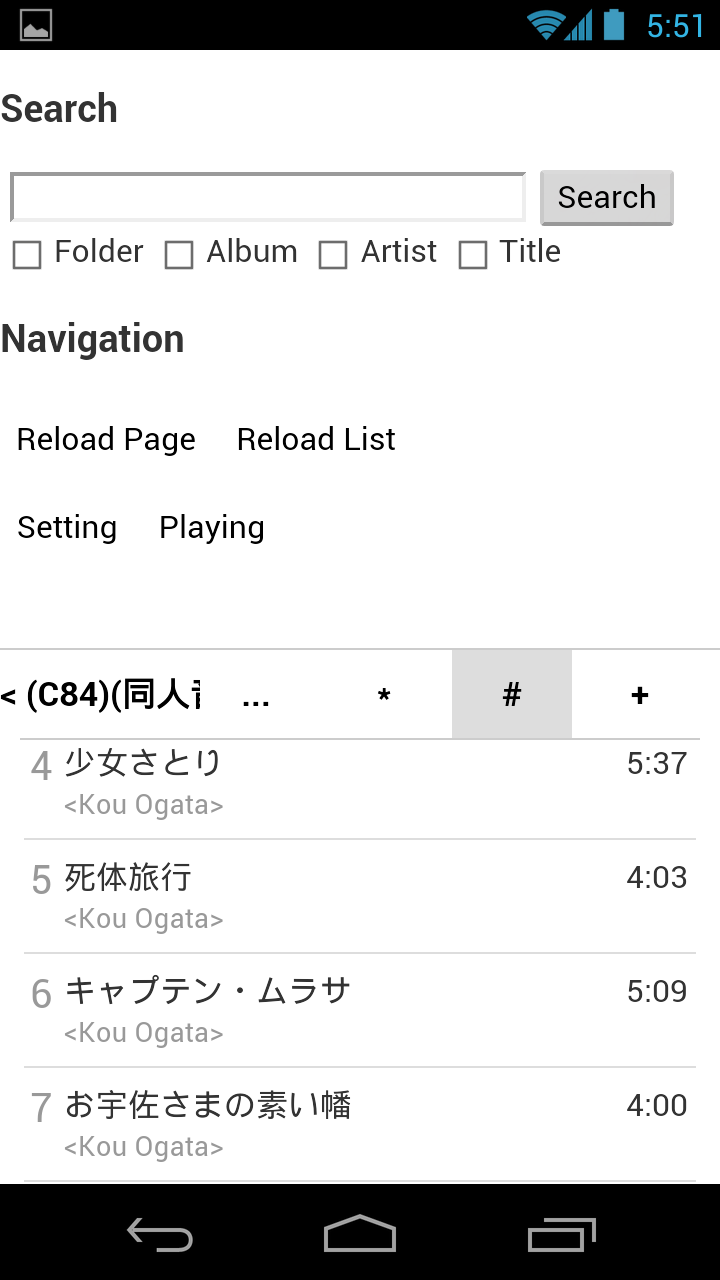 5:51
Search
Search
Folder Album Artist Title
Navigation
Reload Page Reload List
Setting Playing
< (C84)(同人 ... * # +
4 少女さとり 5:37
<Kou Ogata>
5 死体旅行 4:03
<Kou Ogata>
6 キャプテン・ムラサ 5:09
<Kou Ogata>
7 お宇佐さまの素い幡 4:00
<Kou Ogata>